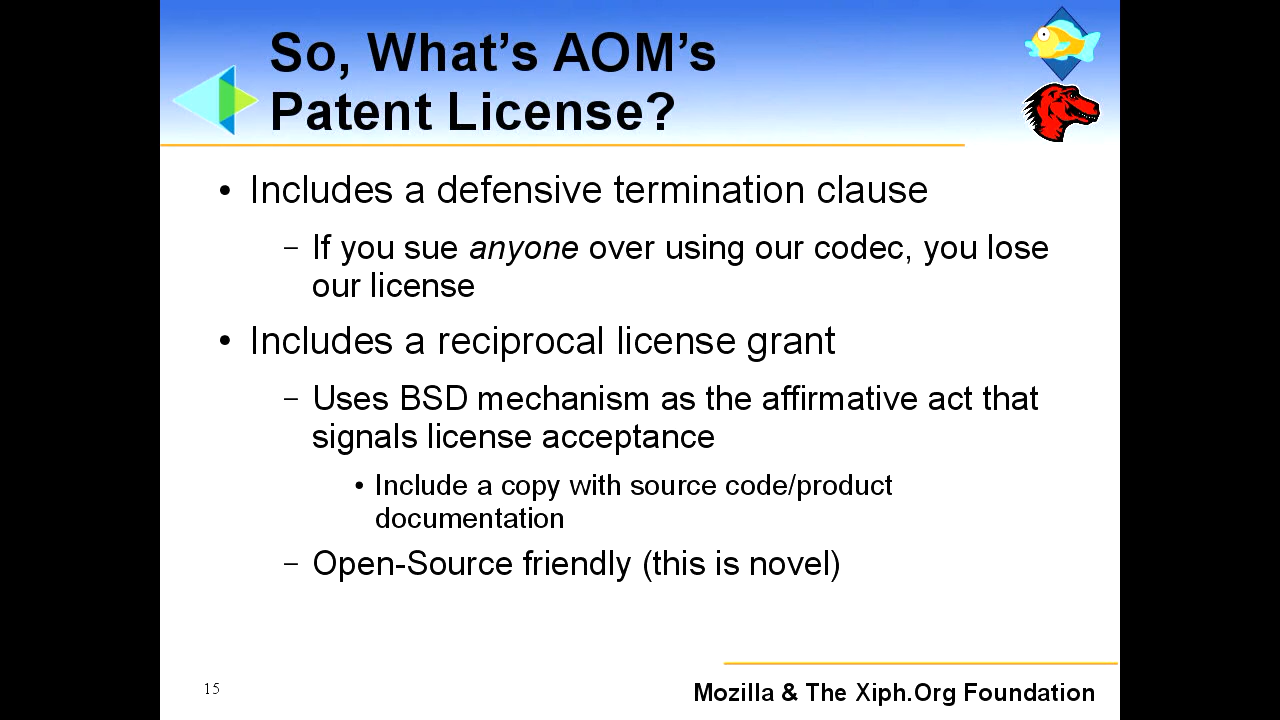 So, What’s AOM’s
Patent License?
• Includes a defensive termination clause
– If you sue anyone over using our codec, you lose
our license
• Includes a reciprocal license grant
– Uses BSD mechanism as the affirmative act that
signals license acceptance
• Include a copy with source code/product
documentation
– Open-Source friendly (this is novel)
15
Mozilla & The Xiph.Org Foundation